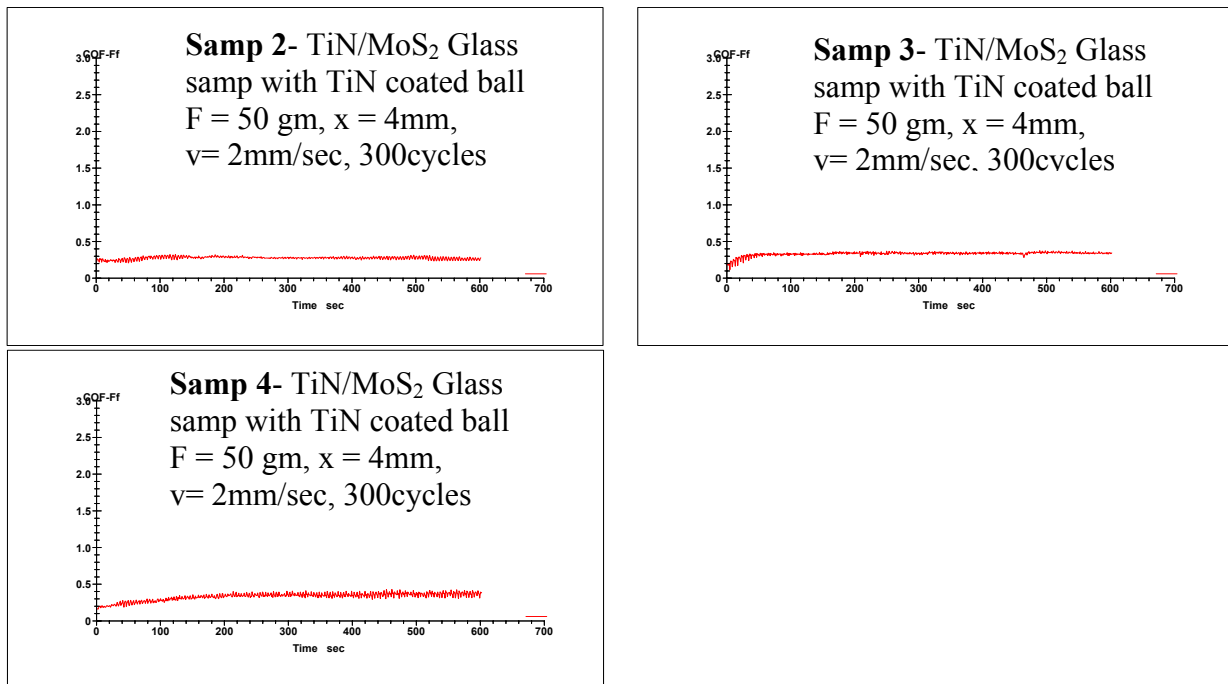 COF-Ff
Samp 2- TiN/MoS₂ Glass
samp with TiN coated ball
F = 50 gm, x = 4mm,
v= 2mm/sec, 300cycles
3.0
2.5
2.0
1.5
1.0
0.5
0
0 100 200 300 400 500 600 700
Time sec
COF-Ff
Samp 3- TiN/MoS₂ Glass
samp with TiN coated ball
F = 50 gm, x = 4mm,
v= 2mm/sec, 300cycles
3.0
2.5
2.0
1.5
1.0
0.5
0
0 100 200 300 400 500 600 700
Time sec
COF-Ff
Samp 4- TiN/MoS₂ Glass
samp with TiN coated ball
F = 50 gm, x = 4mm,
v= 2mm/sec, 300cycles
3.0
2.5
2.0
1.5
1.0
0.5
0
0 100 200 300 400 500 600 700
Time sec